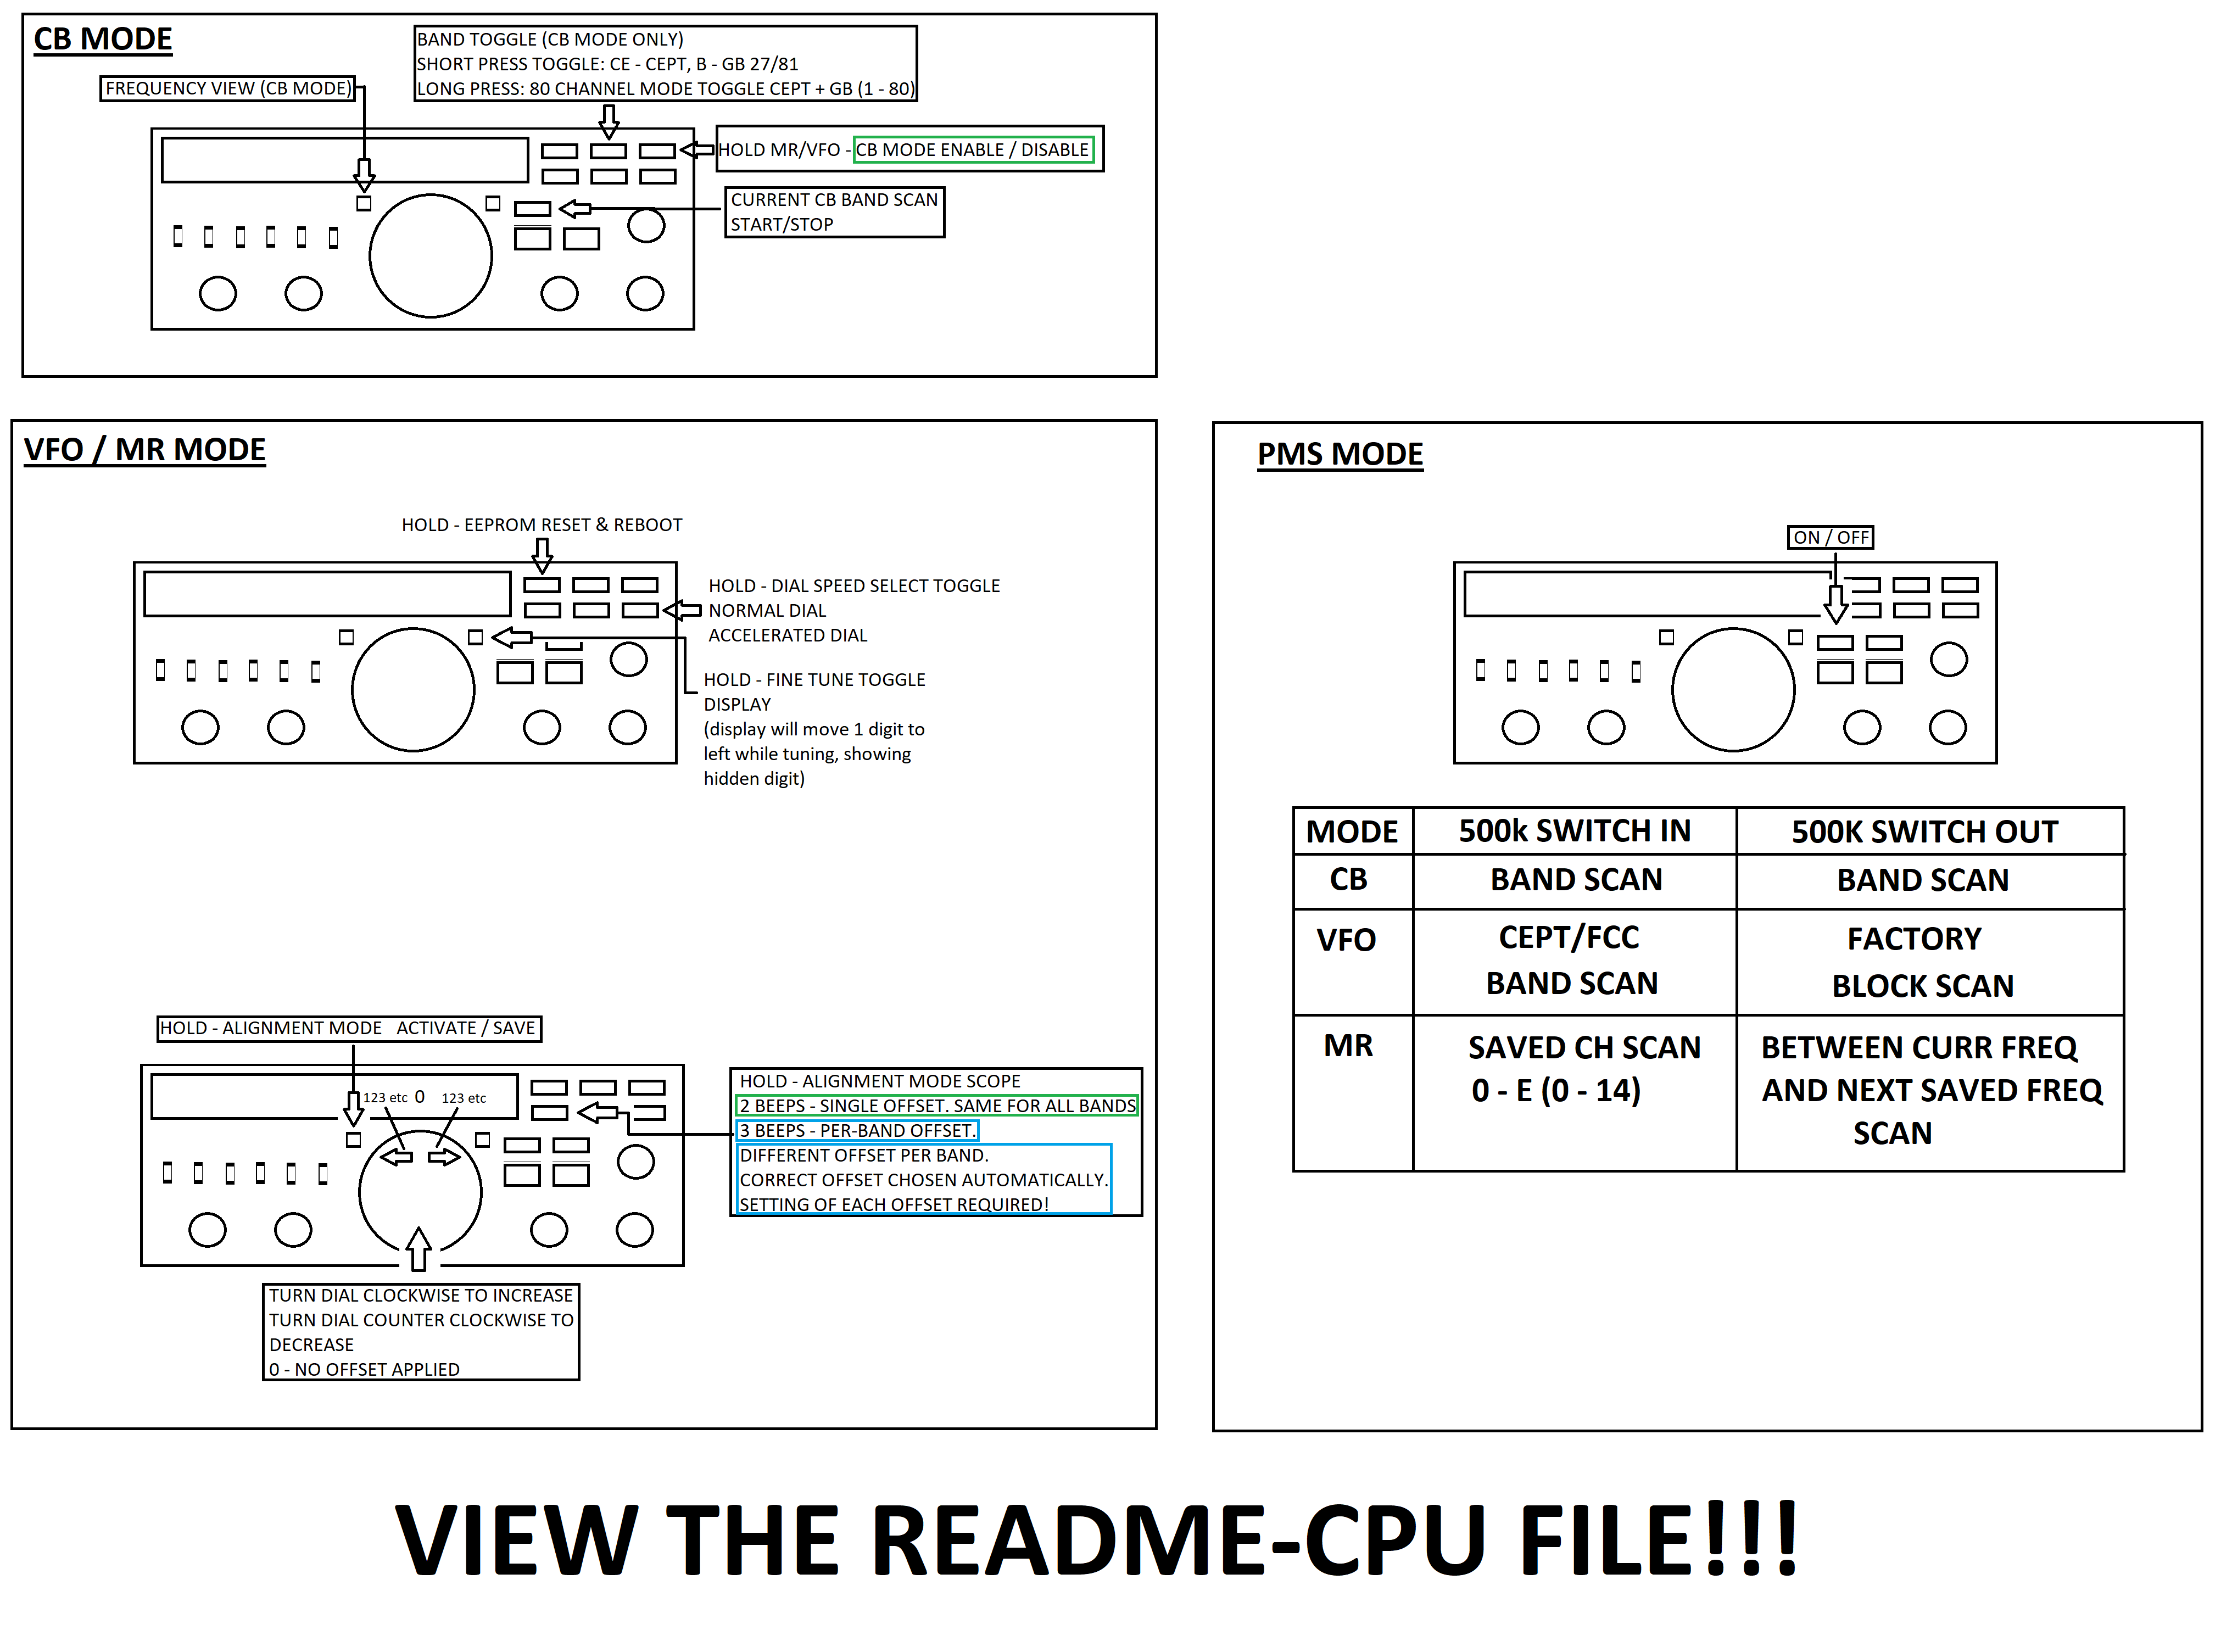 CB MODE
BAND TOGGLE (CB MODE ONLY)
SHORT PRESS TOGGLE: CE - CEPT, B - GB 27/81
LONG PRESS: 80 CHANNEL MODE TOGGLE CEPT + GB (1 - 80)
FREQUENCY VIEW (CB MODE)
HOLD MR/VFO - CB MODE ENABLE / DISABLE
CURRENT CB BAND SCAN
START/STOP
VFO / MR MODE
HOLD - EEPROM RESET & REBOOT
HOLD - DIAL SPEED SELECT TOGGLE
NORMAL DIAL
ACCELERATED DIAL
HOLD - FINE TUNE TOGGLE
DISPLAY
(display will move 1 digit to
left while tuning, showing
hidden digit)
HOLD - ALIGNMENT MODE ACTIVATE / SAVE
123 etc 0 123 etc
HOLD - ALIGNMENT MODE SCOPE
2 BEEPS - SINGLE OFFSET. SAME FOR ALL BANDS
3 BEEPS - PER-BAND OFFSET.
DIFFERENT OFFSET PER BAND.
CORRECT OFFSET CHOSEN AUTOMATICALLY.
SETTING OF EACH OFFSET REQUIRED!
TURN DIAL CLOCKWISE TO INCREASE
TURN DIAL COUNTER CLOCKWISE TO
DECREASE
0 - NO OFFSET APPLIED
PMS MODE
ON / OFF
MODE 500k SWITCH IN 500K SWITCH OUT
CB BAND SCAN BAND SCAN
VFO CEPT/FCC FACTORY
BAND SCAN BLOCK SCAN
MR SAVED CH SCAN BETWEEN CURR FREQ
0 - E (0 - 14) AND NEXT SAVED FREQ
SCAN
VIEW THE README-CPU FILE!!!